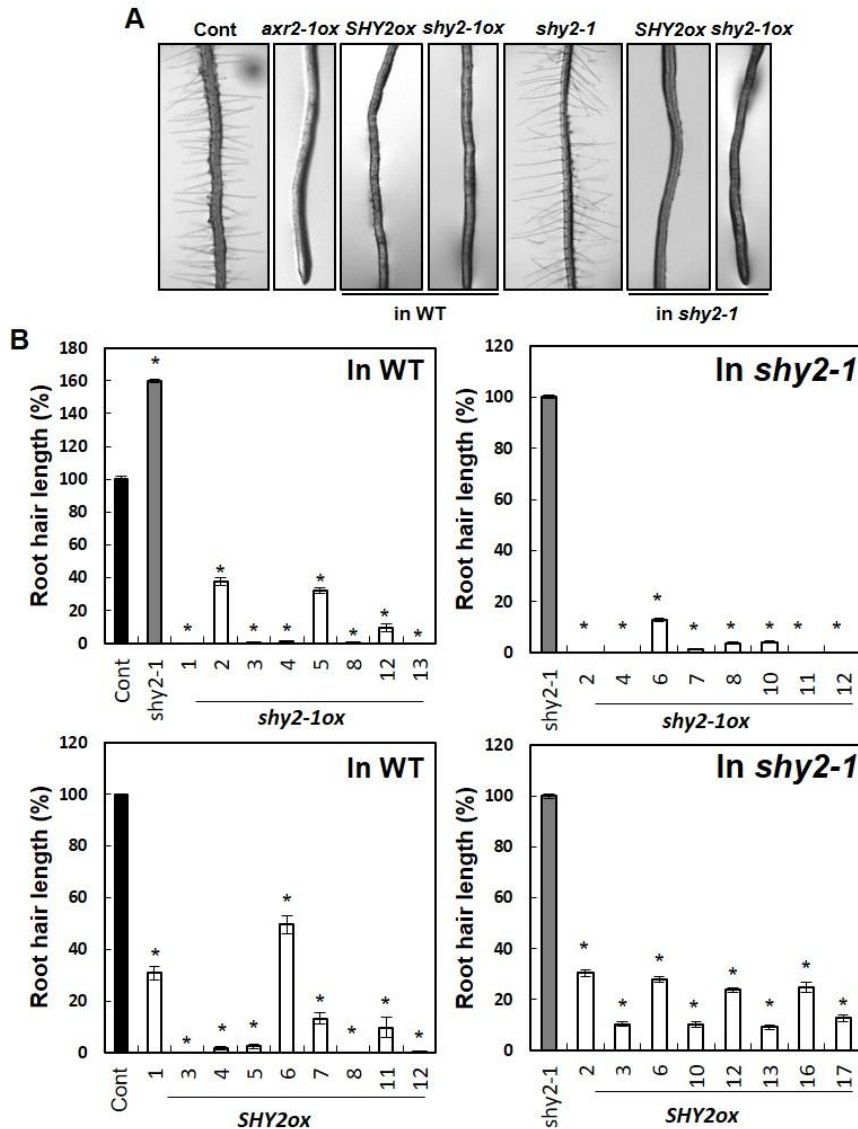 A
Cont axr2-1ox SHY2ox shy2-1ox shy2-1 SHY2ox shy2-1ox
in WT in shy2-1
B
In WT
Root hair length (%)
180
160
140
120
100
80
60
40
20
0
* * * * * * * * *
Cont shy2-1 1 2 3 4 5 8 12 13
shy2-1ox
In shy2-1
Root hair length (%)
120
100
80
60
40
20
0
* * * * * * * *
shy2-1 2 4 6 7 8 10 11 12
shy2-1ox
In WT
Root hair length (%)
120
100
80
60
40
20
0
* * * * * * * * *
Cont 1 3 4 5 6 7 8 11 12
SHY2ox
In shy2-1
Root hair length (%)
120
100
80
60
40
20
0
* * * * * * * *
shy2-1 2 3 6 10 12 13 16 17
SHY2ox